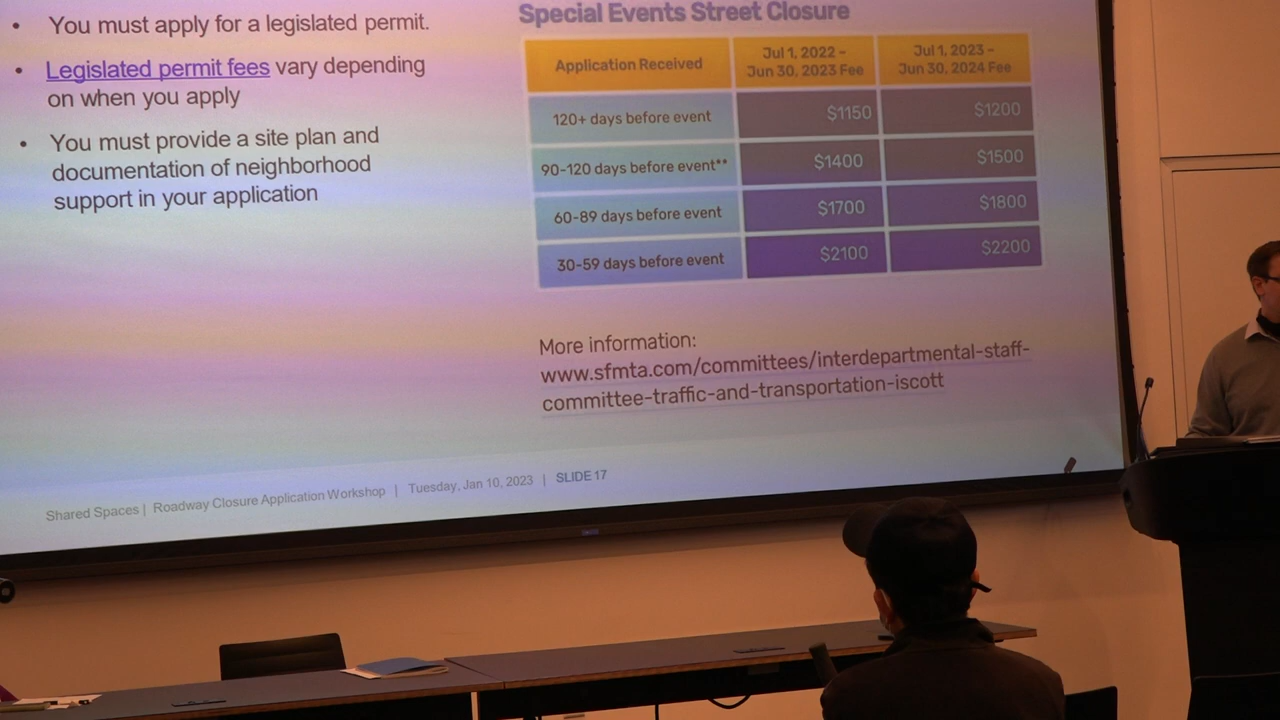 • You must apply for a legislated permit.
• Legislated permit fees vary depending
on when you apply
• You must provide a site plan and
documentation of neighborhood
support in your application
Special Events Street Closure
Application Received
Jul 1, 2022 –
Jun 30, 2023 Fee
Jul 1, 2023 –
Jun 30, 2024 Fee
120+ days before event $1150 $1200
90-120 days before event** $1400 $1500
60-89 days before event $1700 $1800
30-59 days before event $2100 $2200
More information:
www.sfmta.com/committees/interdepartmental-staff-
committee-traffic-and-transportation-iscott
Shared Spaces | Roadway Closure Application Workshop | Tuesday, Jan 10, 2023 | SLIDE 17